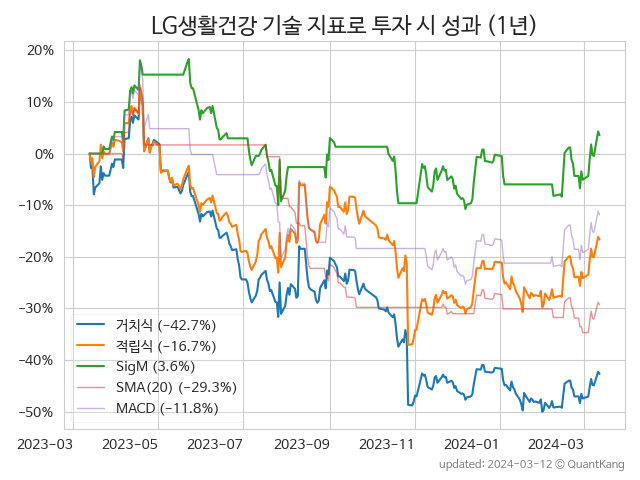 LG생활건강 기술 지표로 투자 시 성과 (1년)
20%
10%
0%
−10%
−20%
−30%
−40%
−50%
거치식 (−42.7%)
적립식 (−16.7%)
SigM (3.6%)
SMA(20) (−29.3%)
MACD (−11.8%)
2023-03 2023-05 2023-07 2023-09 2023-11 2024-01 2024-03
updated: 2024-03-12 © QuantKang